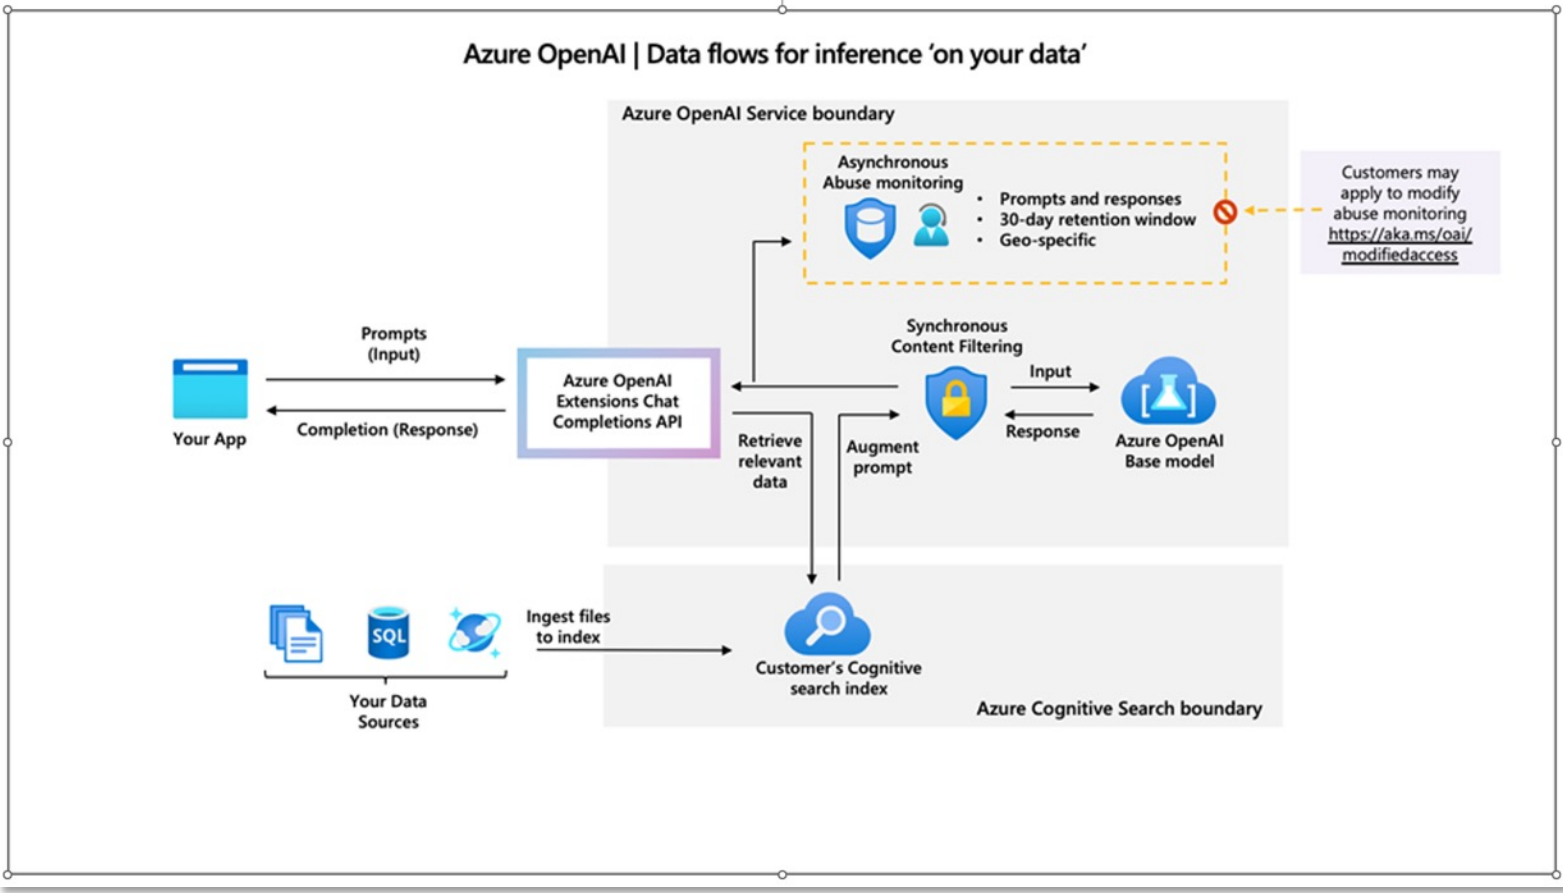 Azure OpenAI | Data flows for inference ‘on your data’
Azure OpenAI Service boundary
Asynchronous
Abuse monitoring
• Prompts and responses
• 30-day retention window
• Geo-specific
Customers may
apply to modify
abuse monitoring
https://aka.ms/oai/
modifiedaccess
Prompts
(Input)
Completion (Response)
Your App
Azure OpenAI
Extensions Chat
Completions API
Synchronous
Content Filtering
Input
Response
Azure OpenAI
Base model
Retrieve
relevant
data
Augment
prompt
SQL
Your Data
Sources
Ingest files
to index
Customer's Cognitive
search index
Azure Cognitive Search boundary